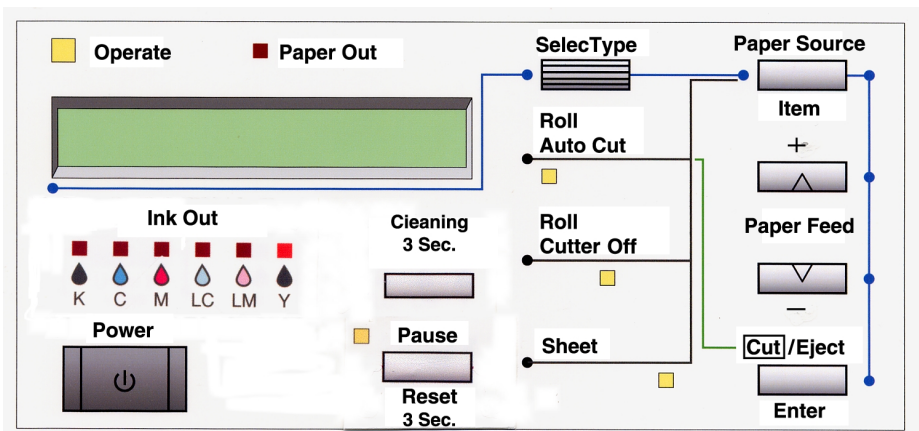 Operate
Paper Out
SelecType
Paper Source
Item
Roll
Auto Cut
+
Ink Out
Cleaning
3 Sec.
Roll
Cutter Off
Paper Feed
K C M LC LM Y
−
Power
Pause
Sheet
Cut/Eject
Reset
3 Sec.
Enter